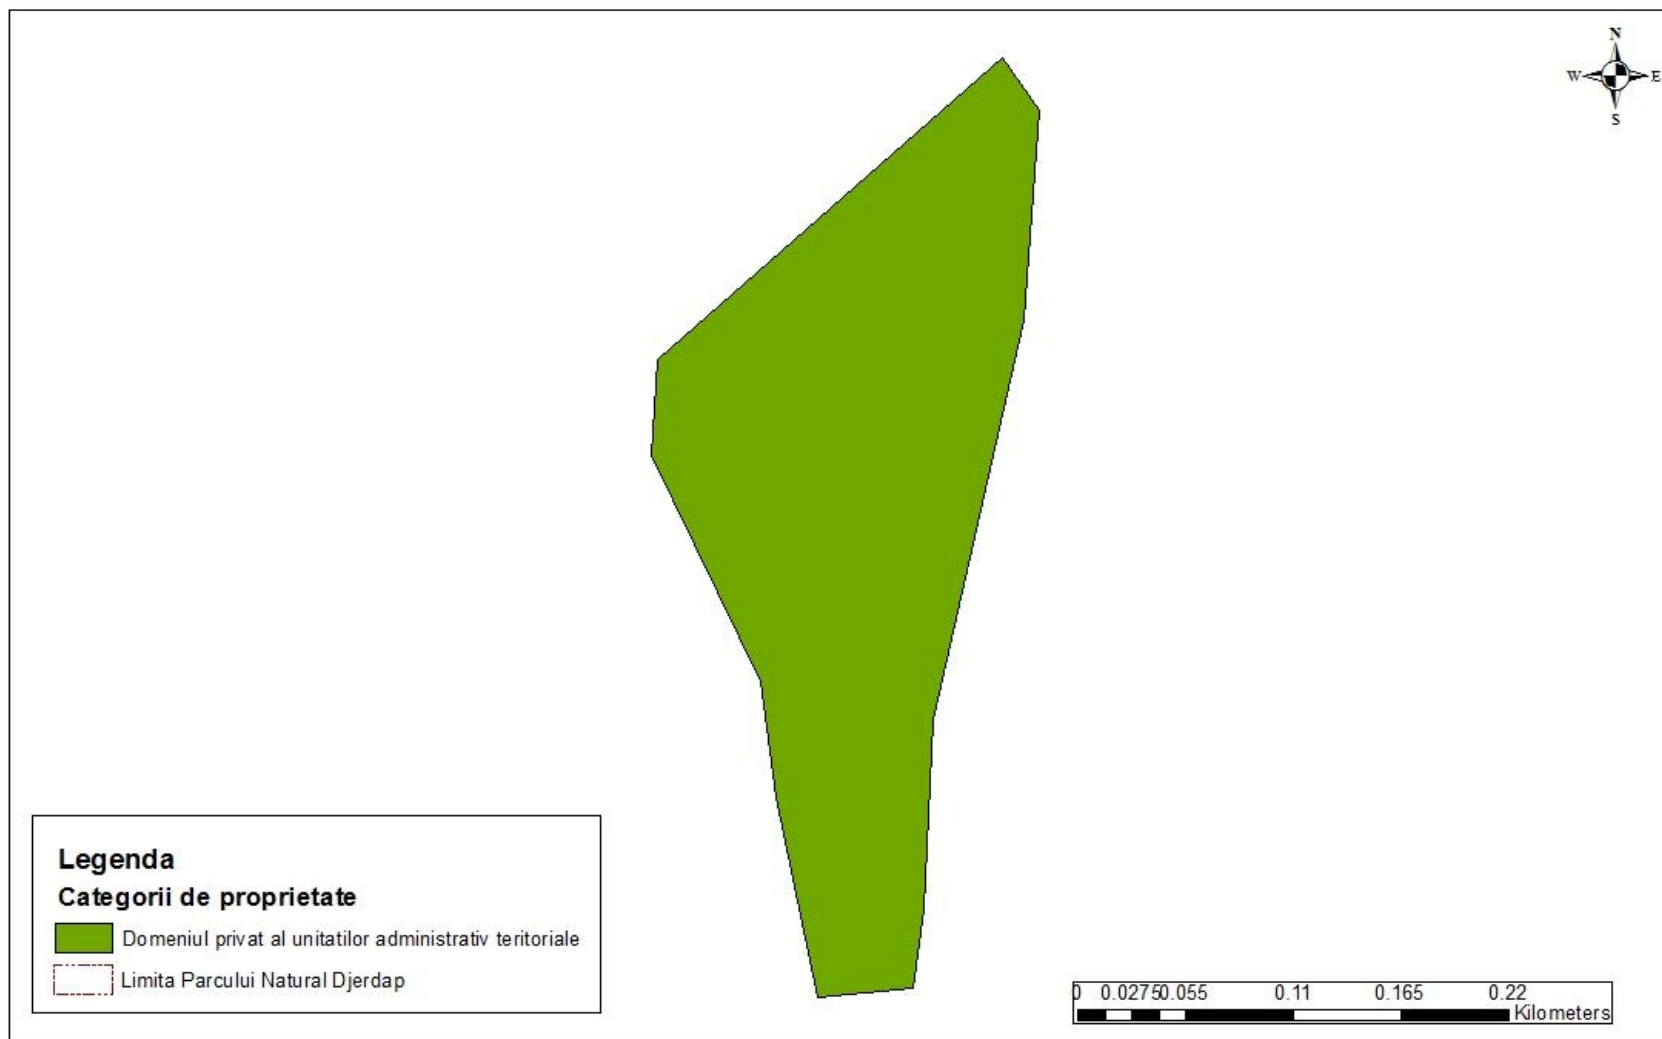 N
W E
S
Legenda
Categorii de proprietate
Domeniul privat al unitatilor administrativ teritoriale
Limita Parcului Natural Djerdap
0 0.0275 0.055 0.11 0.165 0.22
Kilometers